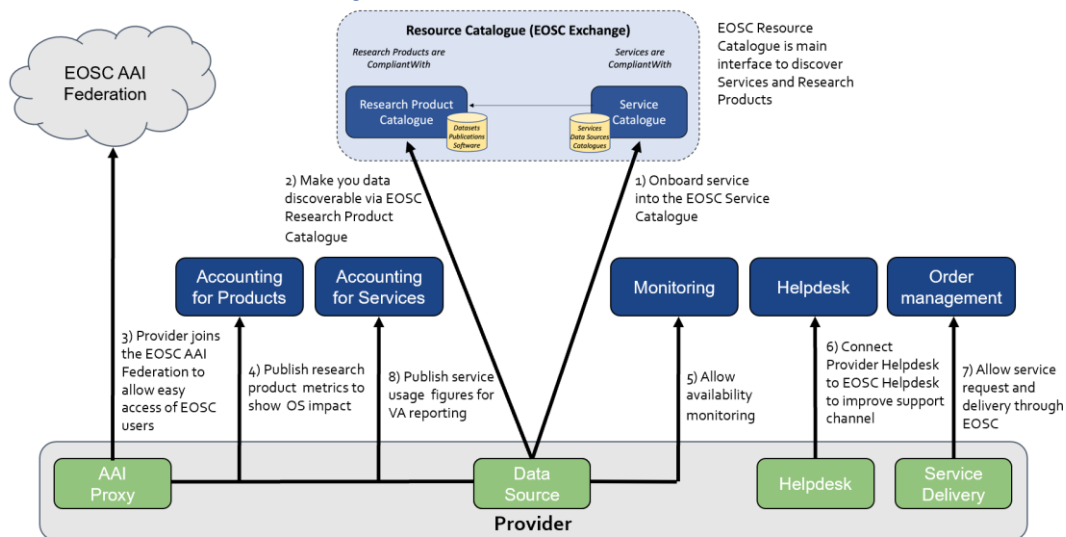 Resource Catalogue (EOSC Exchange)
Research Products are
CompliantWith
Services are
CompliantWith
Research Product
Catalogue
Datasets
Publications
Software
Service
Catalogue
Services
Data Sources
Catalogues
EOSC Resource
Catalogue is main
interface to discover
Services and Research
Products
EOSC AAI
Federation
2) Make you data
discoverable via EOSC
Research Product
Catalogue
1) Onboard service
into the EOSC Service
Catalogue
Accounting
for Products
Accounting
for Services
Monitoring
Helpdesk
Order
management
3) Provider joins
the EOSC AAI
Federation to
allow easy
access of EOSC
users
4) Publish research
product metrics to
show OS impact
8) Publish service
usage figures for
VA reporting
5) Allow
availability
monitoring
6) Connect
Provider Helpdesk
to EOSC Helpdesk
to improve support
channel
7) Allow service
request and
delivery through
EOSC
AAI
Proxy
Data
Source
Helpdesk
Service
Delivery
Provider